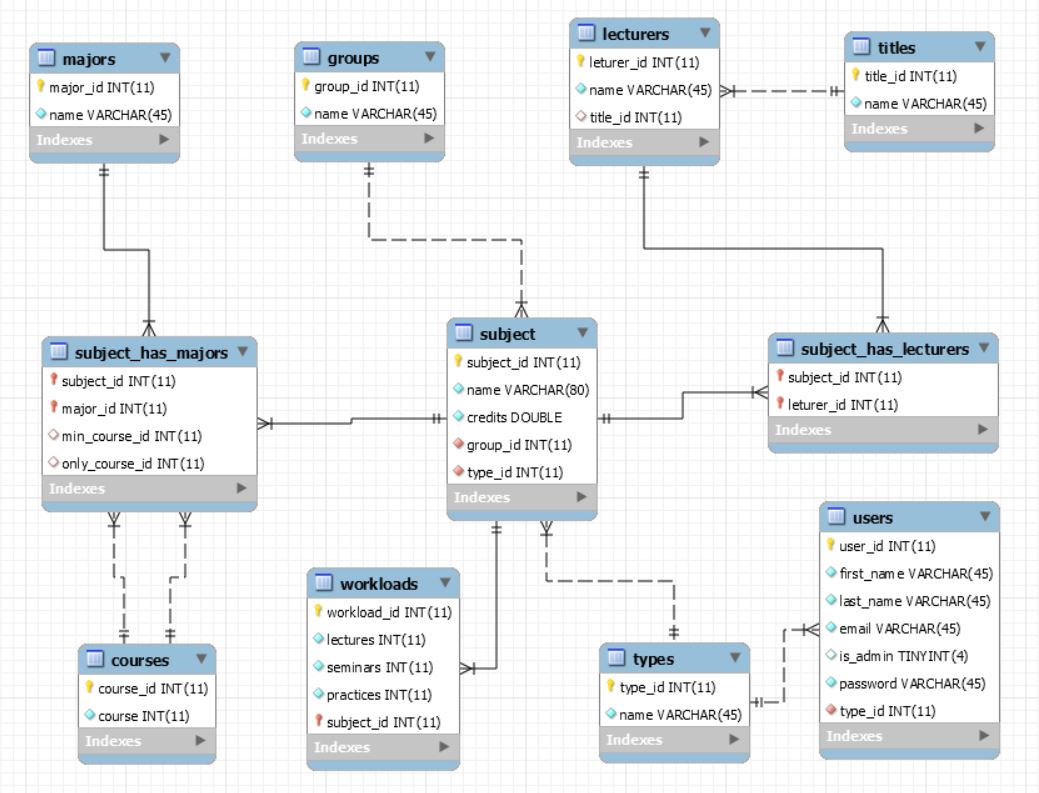 majors
major_id INT(11)
name VARCHAR(45)
Indexes
groups
group_id INT(11)
name VARCHAR(45)
Indexes
lecturers
leturer_id INT(11)
name VARCHAR(45)
title_id INT(11)
Indexes
titles
title_id INT(11)
name VARCHAR(45)
Indexes
subject_has_majors
subject_id INT(11)
major_id INT(11)
min_course_id INT(11)
only_course_id INT(11)
Indexes
subject
subject_id INT(11)
name VARCHAR(80)
credits DOUBLE
group_id INT(11)
type_id INT(11)
Indexes
subject_has_lecturers
subject_id INT(11)
leturer_id INT(11)
Indexes
courses
course_id INT(11)
course INT(11)
Indexes
workloads
workload_id INT(11)
lectures INT(11)
seminars INT(11)
practices INT(11)
subject_id INT(11)
Indexes
types
type_id INT(11)
name VARCHAR(45)
Indexes
users
user_id INT(11)
first_name VARCHAR(45)
last_name VARCHAR(45)
email VARCHAR(45)
is_admin TINYINT(4)
password VARCHAR(45)
type_id INT(11)
Indexes